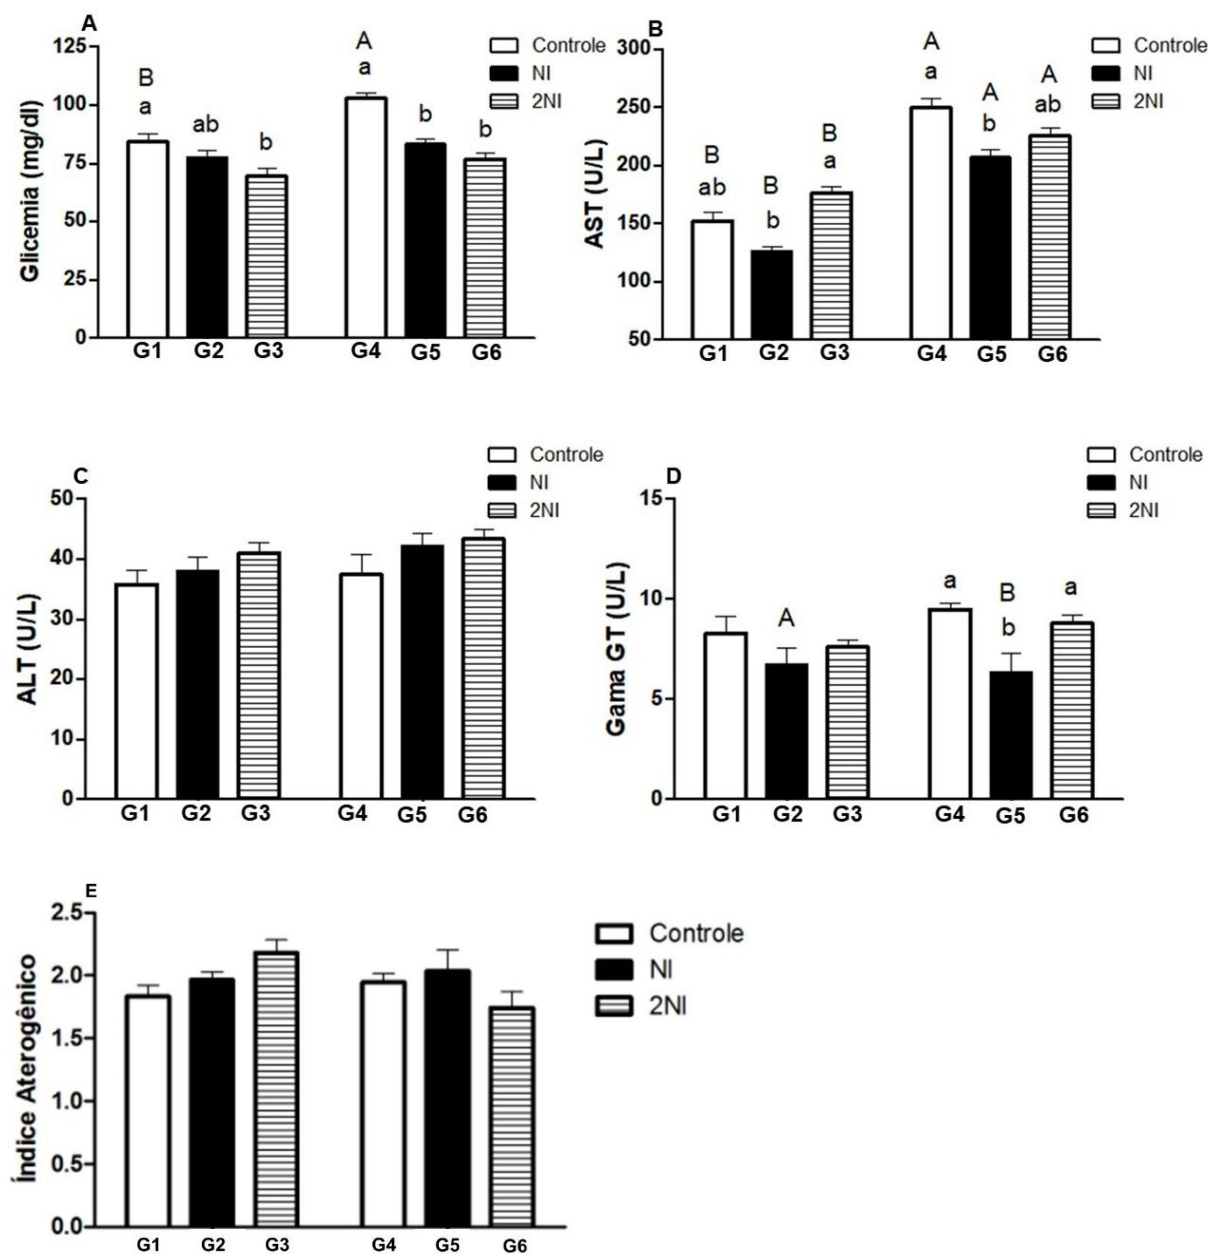 A
Glicemia (mg/dl)
125
100
75
50
25
0
B
a
ab
b
A
a
b
b
G1 G2 G3 G4 G5 G6
Controle
NI
2NI
B
AST (U/L)
300
250
200
150
100
50
B
ab
B
b
B
a
A
a
A
b
A
ab
G1 G2 G3 G4 G5 G6
Controle
NI
2NI
C
ALT (U/L)
50
40
30
20
10
0
G1 G2 G3 G4 G5 G6
Controle
NI
2NI
D
Gama GT (U/L)
15
10
5
0
A
a
B
b
a
G1 G2 G3 G4 G5 G6
Controle
NI
2NI
E
Índice Aterogênico
2.5
2.0
1.5
1.0
0.5
0.0
G1 G2 G3 G4 G5 G6
Controle
NI
2NI